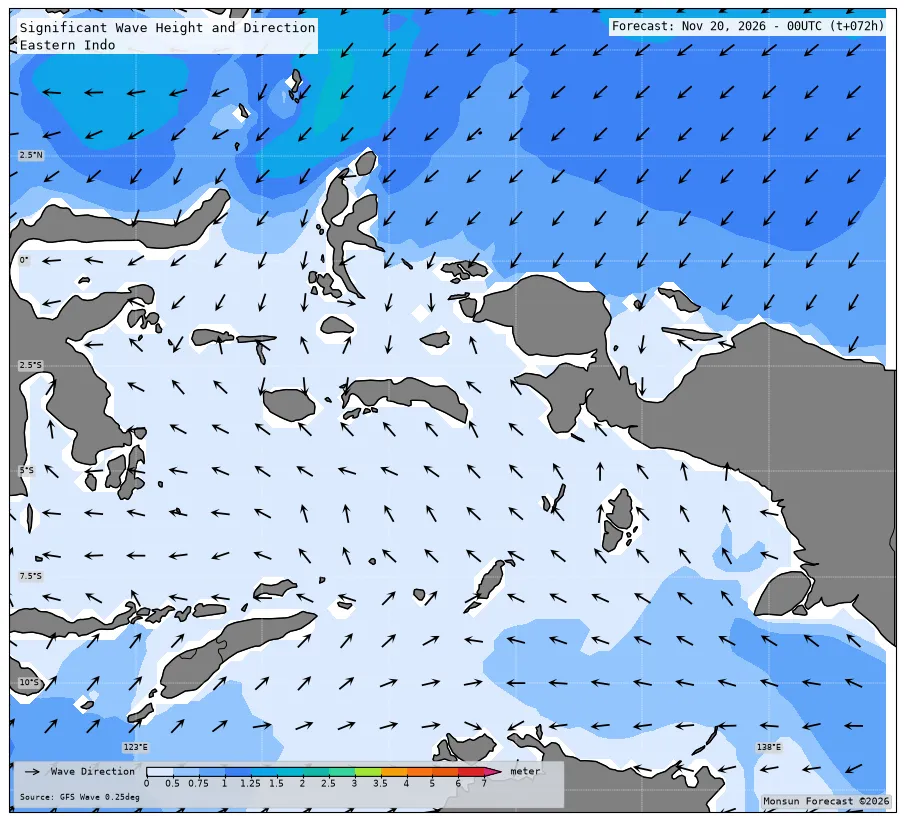 Significant Wave Height and Direction
Eastern Indo
Forecast: Nov 20, 2026 - 00UTC (t+072h)
2.5°N
0°
2.5°S
5°S
7.5°S
10°S
123°E
138°E
Wave Direction
meter
0 0.5 0.75 1 1.25 1.5 2 2.5 3 3.5 4 5 6 7
Source: GFS Wave 0.25deg
Monsun Forecast ©2026